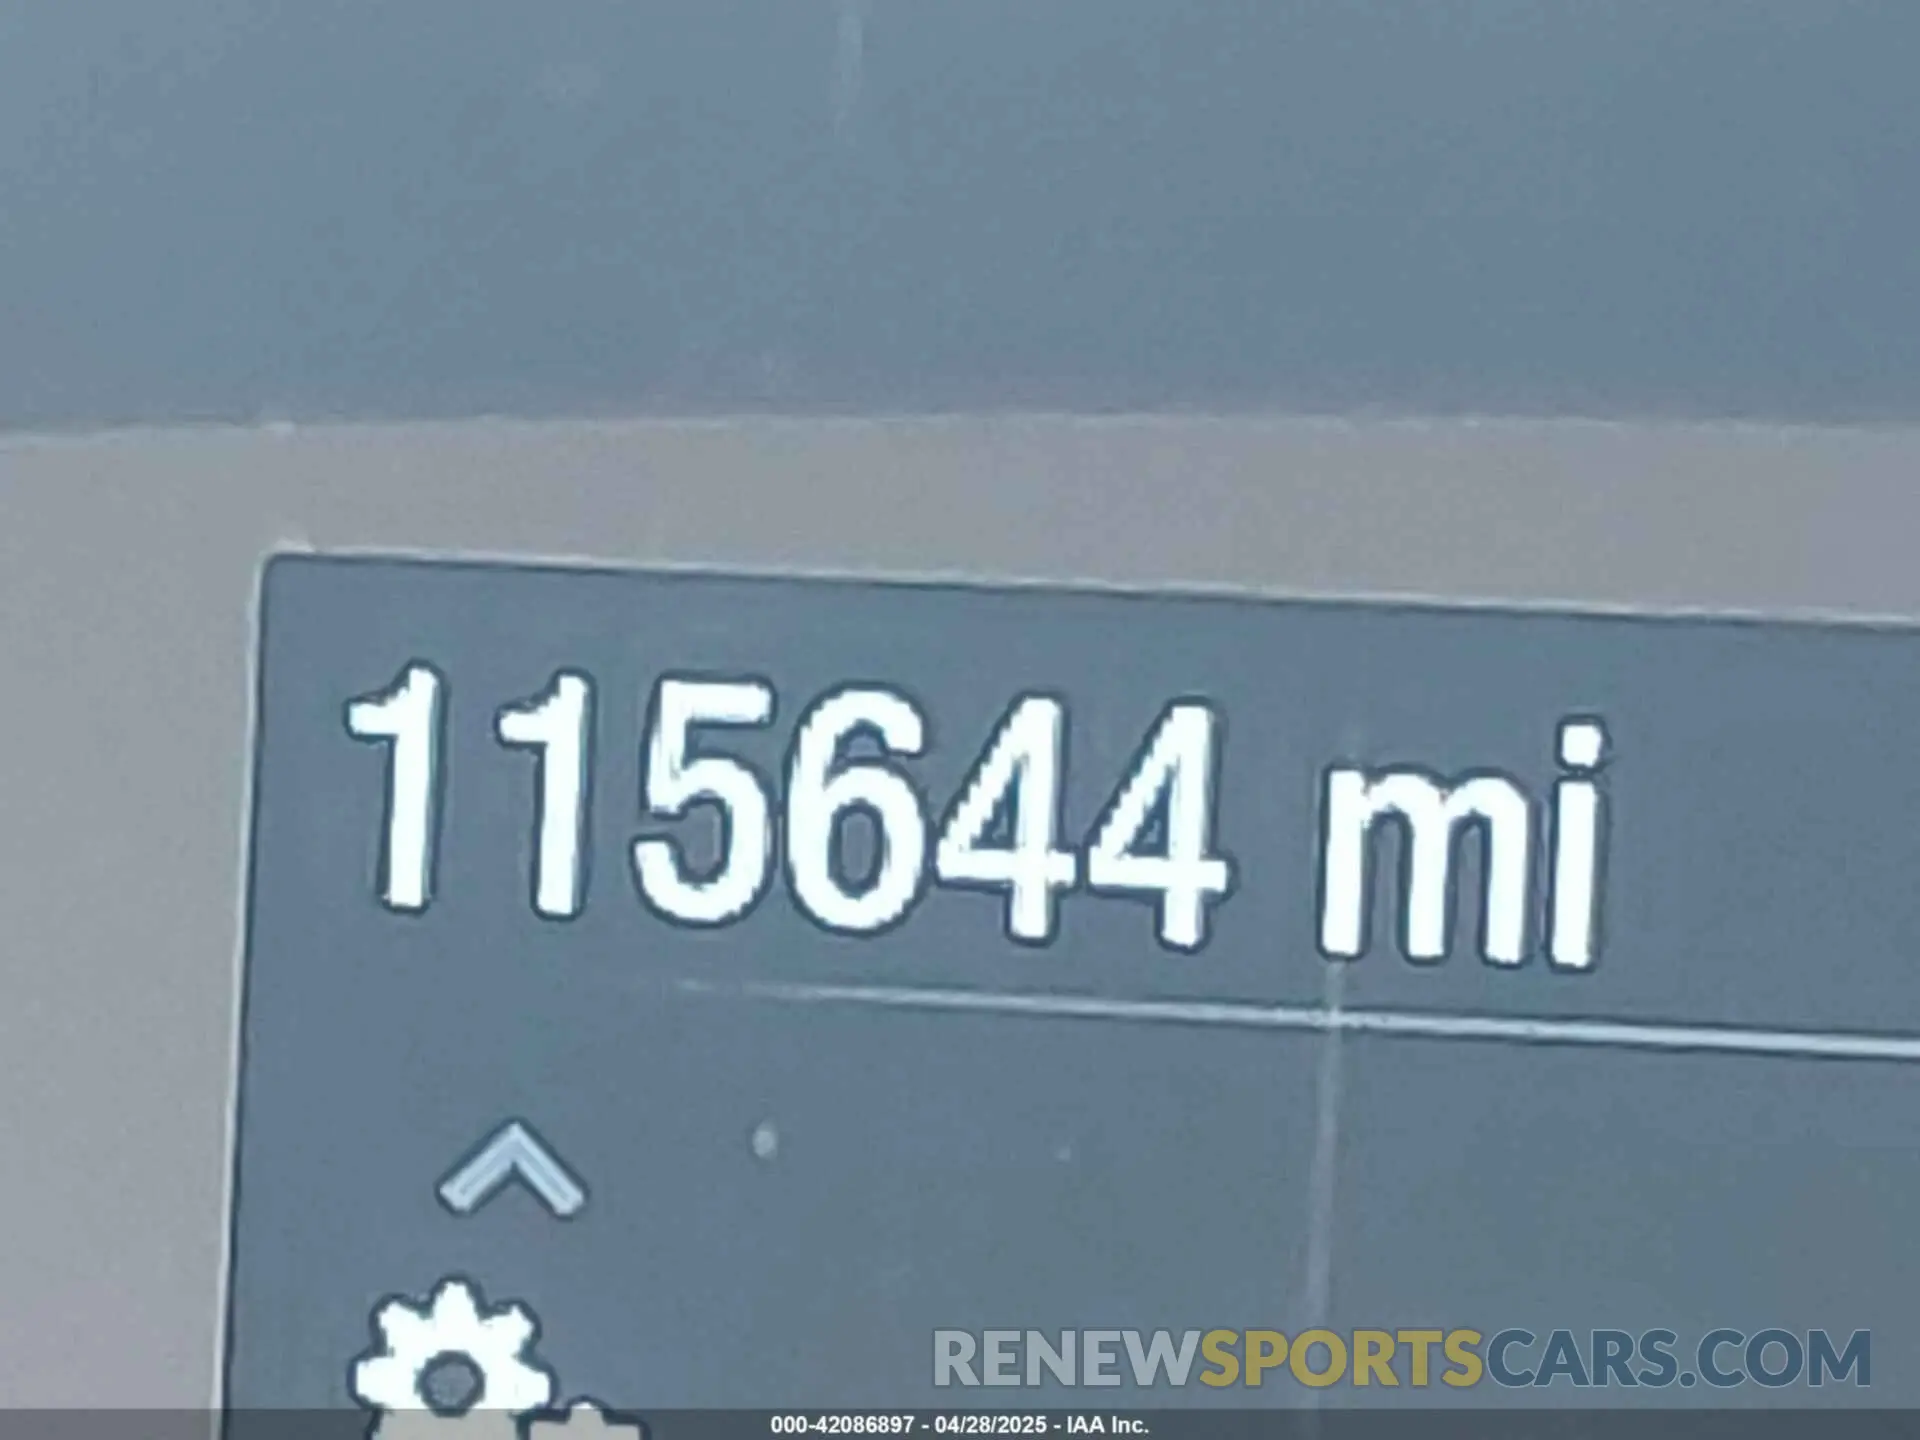 115644 mi
RENEWSPORTSCARS.COM
000-42086897 - 04/28/2025 - IAA Inc.